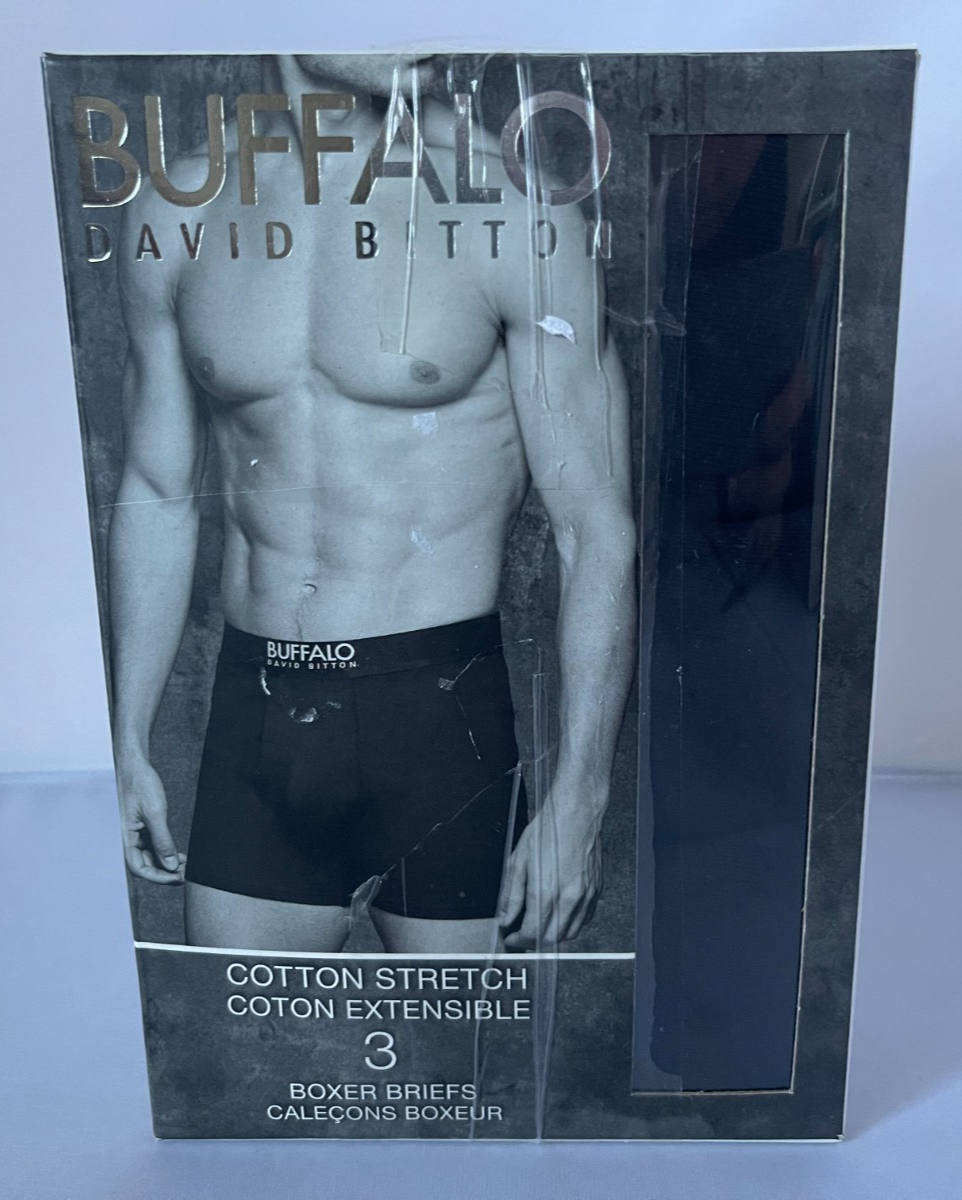 BUFFALO
DAVID BITTON
BUFFALO
DAVID BITTON
COTTON STRETCH
COTON EXTENSIBLE
3
BOXER BRIEFS
CALEÇONS BOXEUR